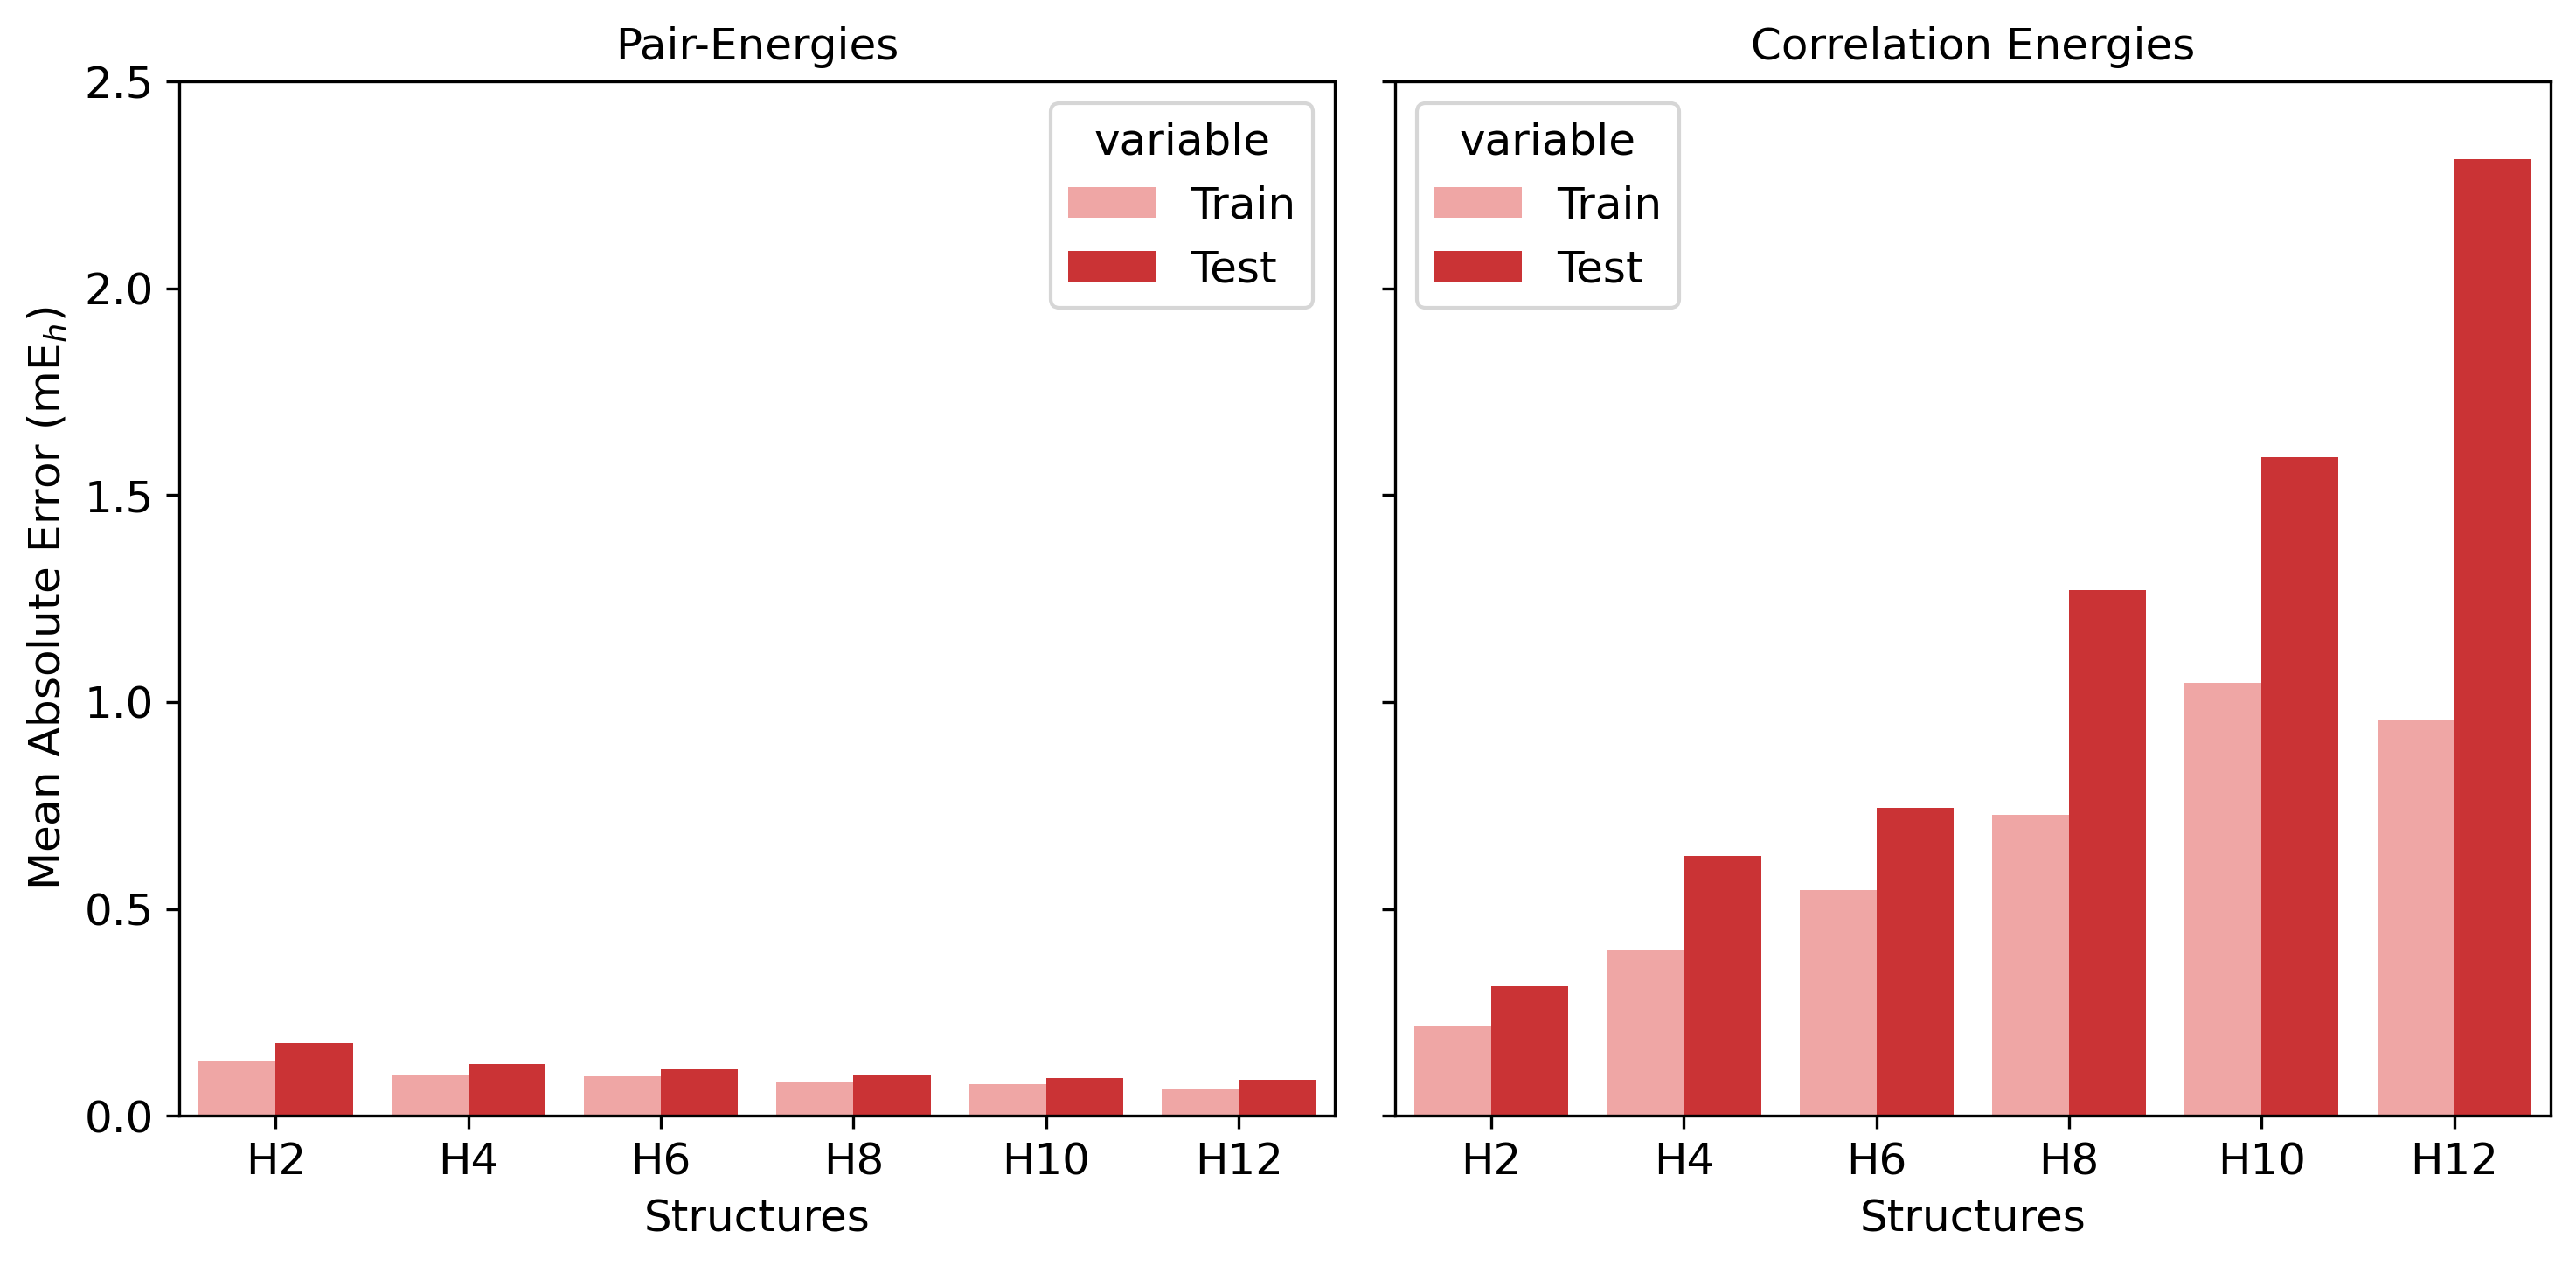 Pair-Energies
Mean Absolute Error (mE_h)
2.5
2.0
1.5
1.0
0.5
0.0
variable
Train
Test
H2 H4 H6 H8 H10 H12
Structures
Correlation Energies
variable
Train
Test
H2 H4 H6 H8 H10 H12
Structures